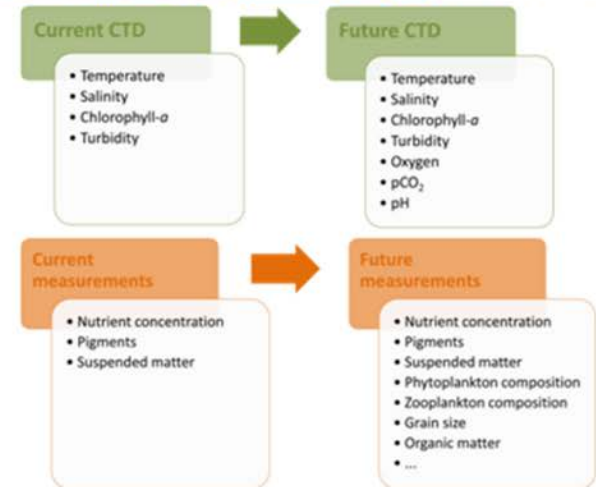 Current CTD
• Temperature
• Salinity
• Chlorophyll-a
• Turbidity
Future CTD
• Temperature
• Salinity
• Chlorophyll-a
• Turbidity
• Oxygen
• pCO₂
• pH
Current
measurements
• Nutrient concentration
• Pigments
• Suspended matter
Future
measurements
• Nutrient concentration
• Pigments
• Suspended matter
• Phytoplankton composition
• Zooplankton composition
• Grain size
• Organic matter
• ...